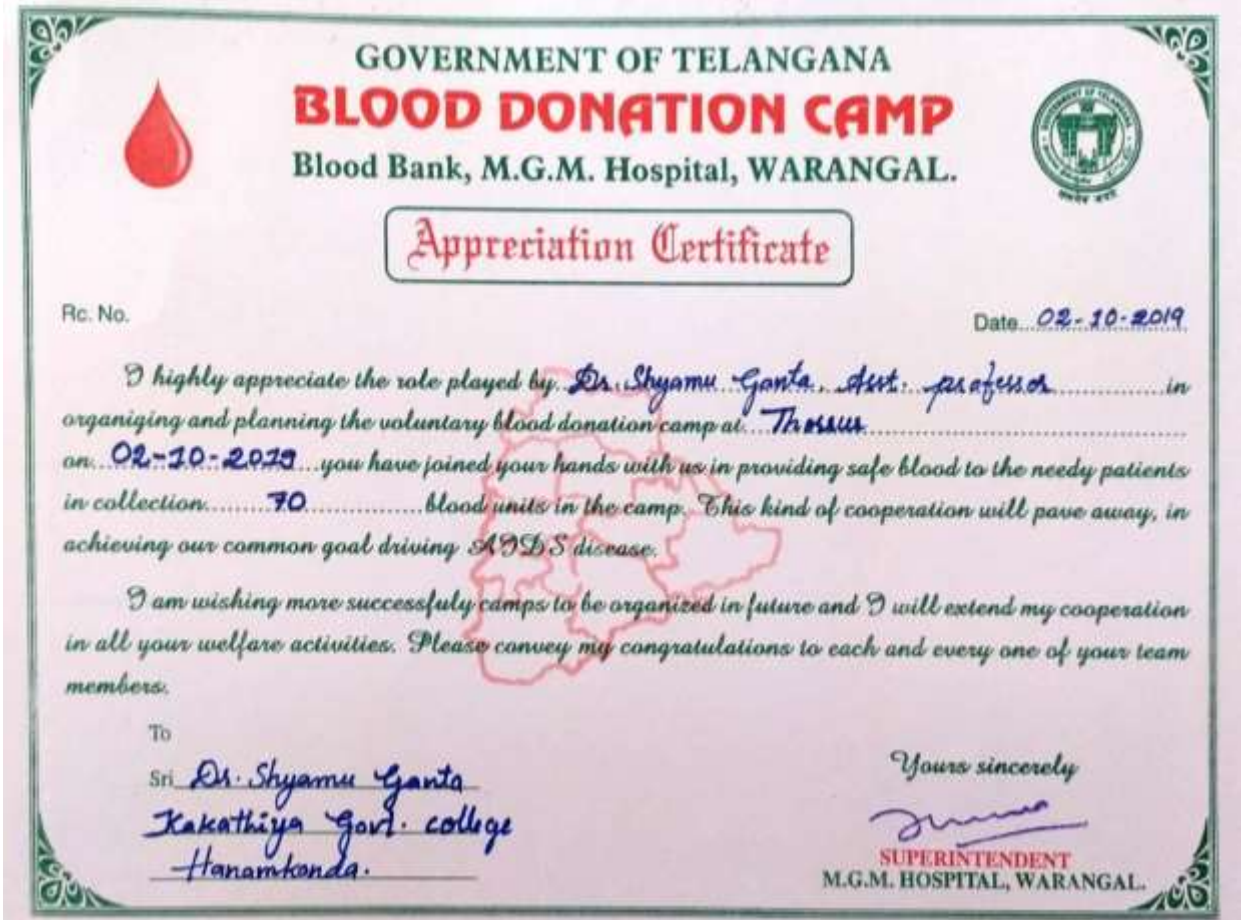 GOVERNMENT OF TELANGANA
BLOOD DONATION CAMP
Blood Bank, M.G.M. Hospital, WARANGAL.
Appreciation Certificate
Rc. No.
Date 02-10-2019
I highly appreciate the role played by. Dr. Shyamu Ganta, Asst. professor in
organiging and planning the voluntary blood donation camp at Thorrur
on 02-10-2019 you have joined your hands with us in providing safe blood to the needy patients
in collection 70 blood units in the camp. This kind of cooperation will pave away, in
achieving our common goal driving AIDS disease.
I am wishing more successfuly camps to be organized in future and I will extend my cooperation
in all your welfare activities. Please convey my congratulations to each and every one of your team
members.
To
Sri Dr. Shyamu Ganta
Kakathiya Govt. college
Hanamkonda.
Yours sincerely
SUPERINTENDENT
M.G.M. HOSPITAL, WARANGAL.